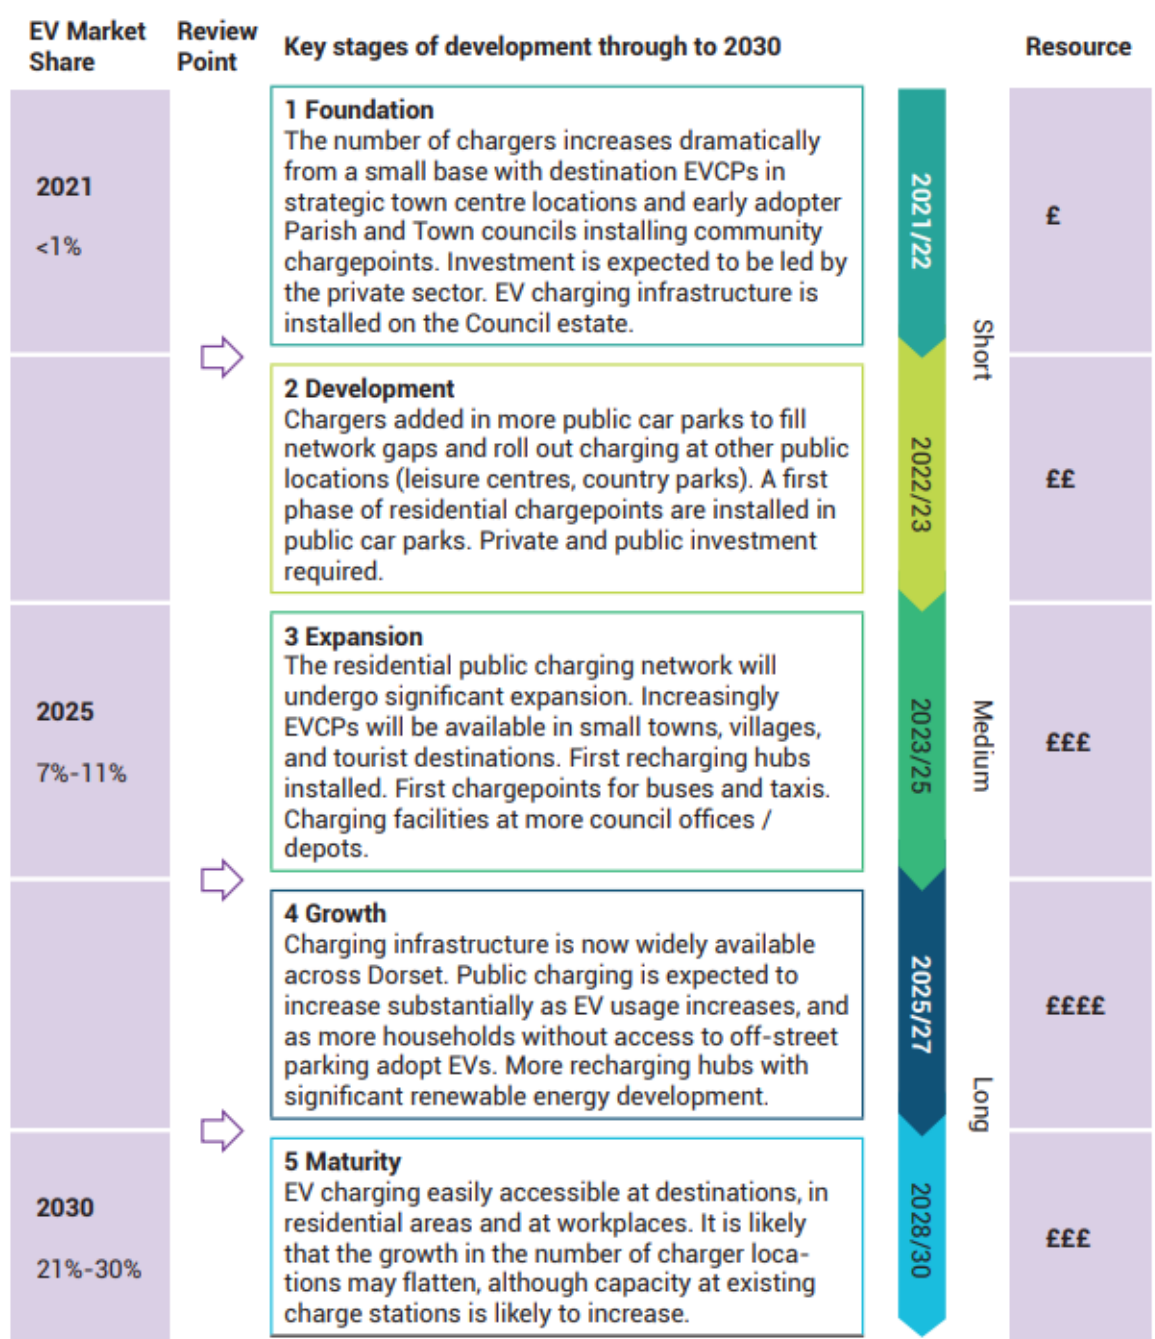 EV Market
Share
Review
Point
Key stages of development through to 2030
Resource
2021
<1%
1 Foundation
The number of chargers increases dramatically
from a small base with destination EVCPs in
strategic town centre locations and early adopter
Parish and Town councils installing community
chargepoints. Investment is expected to be led by
the private sector. EV charging infrastructure is
installed on the Council estate.
2021/22
Short
£
2 Development
Chargers added in more public car parks to fill
network gaps and roll out charging at other public
locations (leisure centres, country parks). A first
phase of residential chargepoints are installed in
public car parks. Private and public investment
required.
2022/23
££
2025
7%-11%
3 Expansion
The residential public charging network will
undergo significant expansion. Increasingly
EVCPs will be available in small towns, villages,
and tourist destinations. First recharging hubs
installed. First chargepoints for buses and taxis.
Charging facilities at more council offices /
depots.
2023/25
Medium
£££
4 Growth
Charging infrastructure is now widely available
across Dorset. Public charging is expected to
increase substantially as EV usage increases, and
as more households without access to off-street
parking adopt EVs. More recharging hubs with
significant renewable energy development.
2025/27
Long
££££
2030
21%-30%
5 Maturity
EV charging easily accessible at destinations, in
residential areas and at workplaces. It is likely
that the growth in the number of charger loca-
tions may flatten, although capacity at existing
charge stations is likely to increase.
2028/30
£££